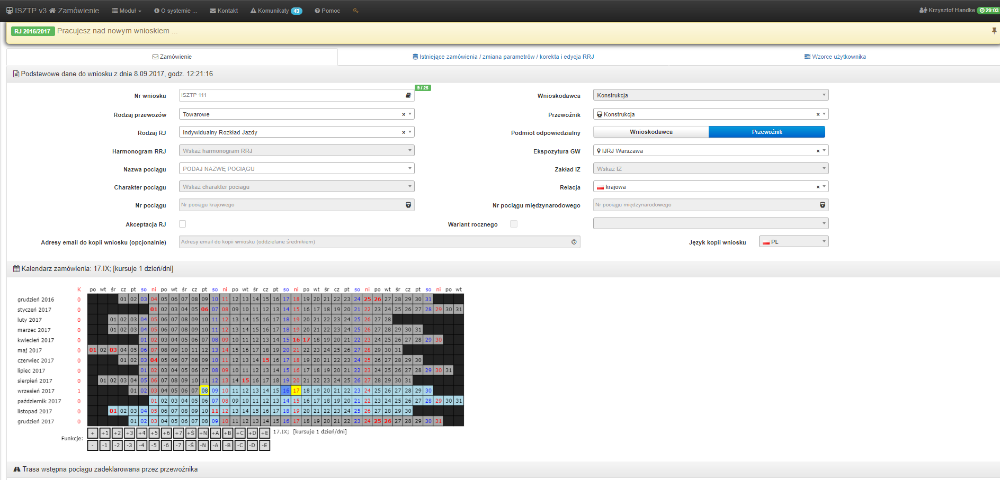 ISZTP v3 Zamówienie Moduł O systemie ... Kontakt Komunikaty 43 Pomoc Krzysztof Handke 29:03
RJ 2016/2017 Pracujesz nad nowym wnioskiem ...
Zamówienie Istniejące zamówienia / zmiana parametrów / korekta i edycja RRJ Wzorce użytkownika
Podstawowe dane do wniosku z dnia 8.09.2017, godz. 12:21:16
9 / 25
Nr wniosku ISZTP 111 Wnioskodawca Konstrukcja
Rodzaj przewozów Towarowe × Przewoźnik Konstrukcja ×
Rodzaj RJ Indywidualny Rozkład Jazdy × Podmiot odpowiedzialny Wnioskodawca Przewoźnik
Harmonogram RRJ Wskaż harmonogram RRJ Ekspozytura GW IJRJ Warszawa ×
Nazwa pociągu PODAJ NAZWĘ POCIĄGU Zakład IZ Wskaż IZ
Charakter pociągu Wskaż charakter pociagu Relacja krajowa ×
Nr pociągu Nr pociągu krajowego Nr pociągu międzynarodowego Nr pociągu międzynarodowego
Akceptacja RJ Wariant rocznego
Adresy email do kopii wniosku (opcjonalnie) Adresy email do kopii wniosku (oddzielane średnikiem) @ Język kopii wniosku PL
Kalendarz zamówienia: 17.IX; [kursuje 1 dzień/dni]
K po wt śr cz pt so ni po wt śr cz pt so ni po wt śr cz pt so ni po wt śr cz pt so ni po wt śr cz pt so ni po wt
grudzień 2016 0 01 02 03 04 05 06 07 08 09 10 11 12 13 14 15 16 17 18 19 20 21 22 23 24 25 26 27 28 29 30 31
styczeń 2017 0 01 02 03 04 05 06 07 08 09 10 11 12 13 14 15 16 17 18 19 20 21 22 23 24 25 26 27 28 29 30 31
luty 2017 0 01 02 03 04 05 06 07 08 09 10 11 12 13 14 15 16 17 18 19 20 21 22 23 24 25 26 27 28
marzec 2017 0 01 02 03 04 05 06 07 08 09 10 11 12 13 14 15 16 17 18 19 20 21 22 23 24 25 26 27 28 29 30 31
kwiecień 2017 0 01 02 03 04 05 06 07 08 09 10 11 12 13 14 15 16 17 18 19 20 21 22 23 24 25 26 27 28 29 30
maj 2017 0 01 02 03 04 05 06 07 08 09 10 11 12 13 14 15 16 17 18 19 20 21 22 23 24 25 26 27 28 29 30 31
czerwiec 2017 0 01 02 03 04 05 06 07 08 09 10 11 12 13 14 15 16 17 18 19 20 21 22 23 24 25 26 27 28 29 30
lipiec 2017 0 01 02 03 04 05 06 07 08 09 10 11 12 13 14 15 16 17 18 19 20 21 22 23 24 25 26 27 28 29 30 31
sierpień 2017 0 01 02 03 04 05 06 07 08 09 10 11 12 13 14 15 16 17 18 19 20 21 22 23 24 25 26 27 28 29 30 31
wrzesień 2017 1 01 02 03 04 05 06 07 08 09 10 11 12 13 14 15 16 17 18 19 20 21 22 23 24 25 26 27 28 29 30
październik 2017 0 01 02 03 04 05 06 07 08 09 10 11 12 13 14 15 16 17 18 19 20 21 22 23 24 25 26 27 28 29 30 31
listopad 2017 0 01 02 03 04 05 06 07 08 09 10 11 12 13 14 15 16 17 18 19 20 21 22 23 24 25 26 27 28 29 30
grudzień 2017 0 01 02 03 04 05 06 07 08 09 10 11 12 13 14 15 16 17 18 19 20 21 22 23 24 25 26 27 28 29 30 31
Funkcje: + +1 +2 +3 +4 +5 +6 +7 +Ś +N +A +B +C +D +E 17.IX; [kursuje 1 dzień/dni]
- -1 -2 -3 -4 -5 -6 -7 -Ś -N -A -B -C -D -E
Trasa wstępna pociągu zadeklarowana przez przewoźnika